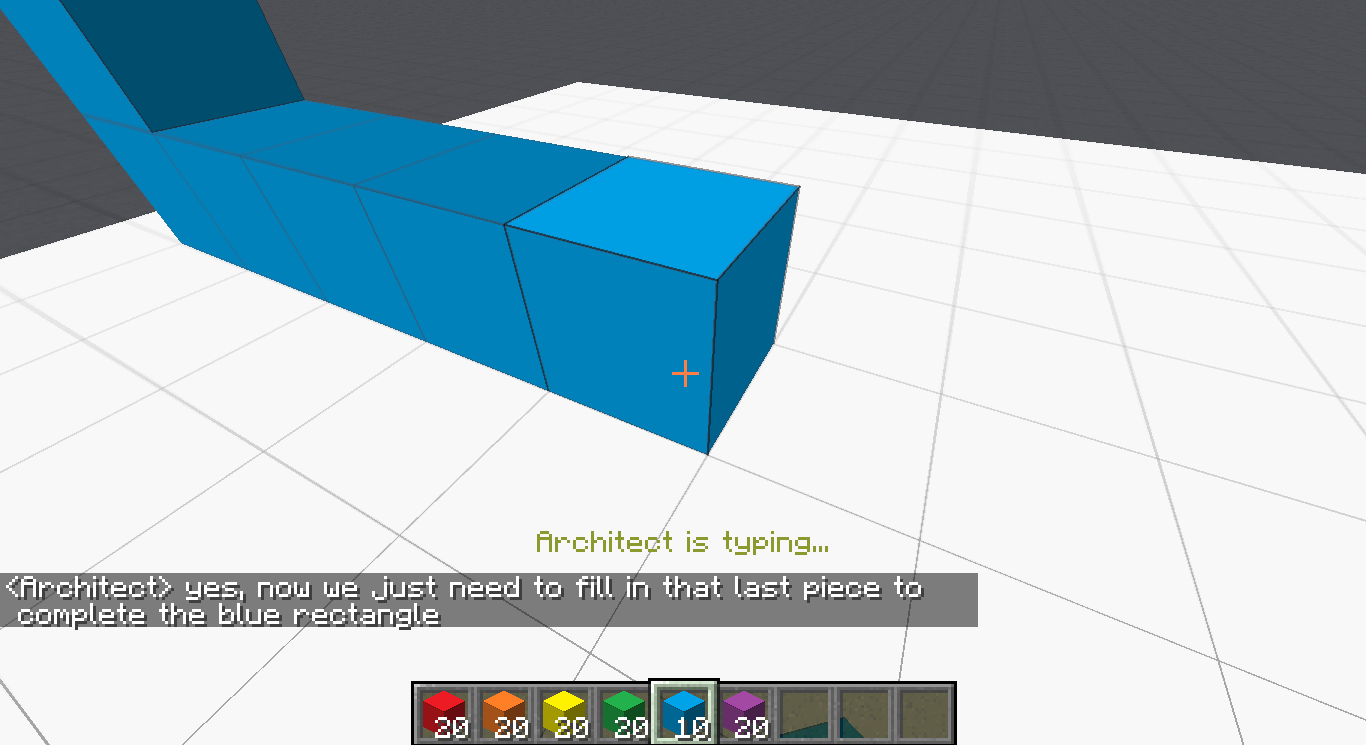 Architect is typing...
<Architect> yes, now we just need to fill in that last piece to
complete the blue rectangle
20 20 20 20 10 20